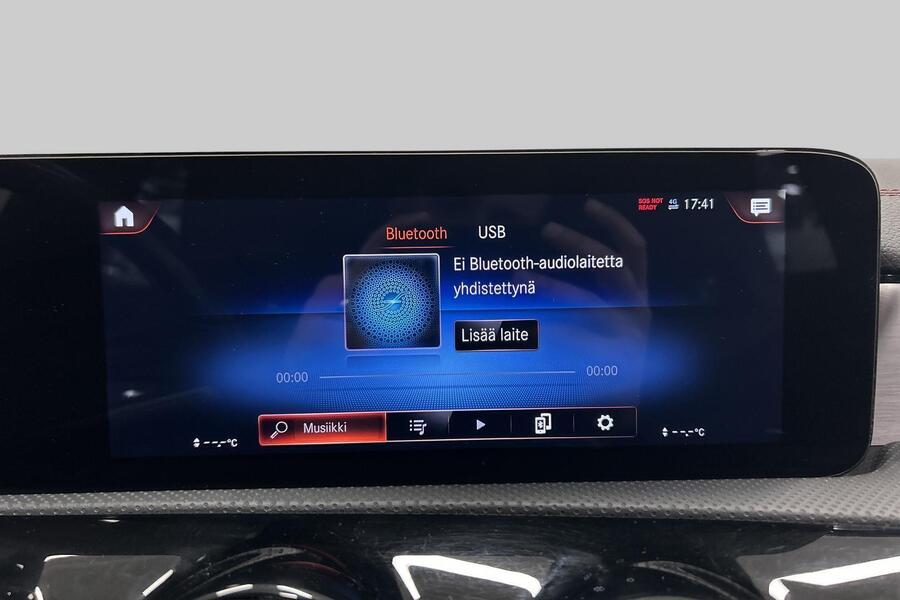 SOS NOT
READY
4G
17:41
Bluetooth USB
Ei Bluetooth-audiolaitetta
yhdistettynä
Lisää laite
00:00
00:00
Musiikki
--,-°C
--,-°C